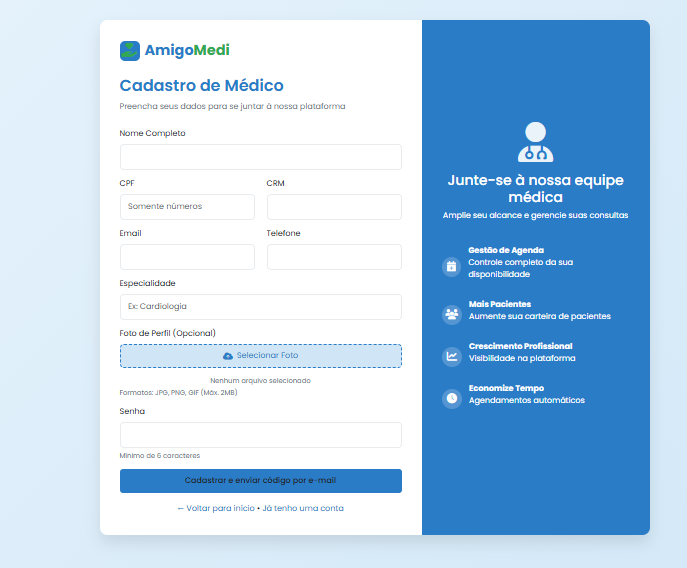 AmigoMedi
Cadastro de Médico
Preencha seus dados para se juntar à nossa plataforma
Nome Completo
CPF
CRM
Somente números
Email
Telefone
Especialidade
Ex: Cardiologia
Foto de Perfil (Opcional)
Selecionar Foto
Nenhum arquivo selecionado
Formatos: JPG, PNG, GIF (Máx. 2MB)
Senha
Mínimo de 6 caracteres
Cadastrar e enviar código por e-mail
← Voltar para início • Já tenho uma conta
Junte-se à nossa equipe
médica
Amplie seu alcance e gerencie suas consultas
Gestão de Agenda
Controle completo da sua
disponibilidade
Mais Pacientes
Aumente sua carteira de pacientes
Crescimento Profissional
Visibilidade na plataforma
Economize Tempo
Agendamentos automáticos